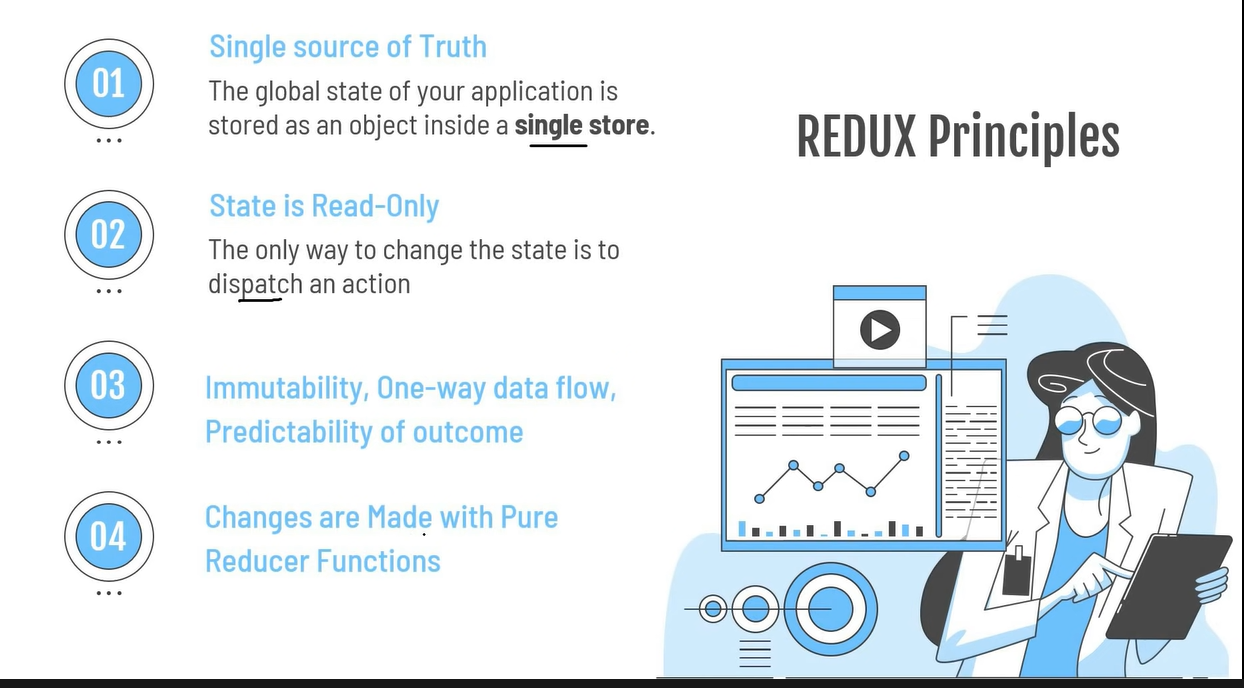 01
Single source of Truth
The global state of your application is
stored as an object inside a single store.
REDUX Principles
02
State is Read-Only
The only way to change the state is to
dispatch an action
03
Immutability, One-way data flow,
Predictability of outcome
04
Changes are Made with Pure
Reducer Functions